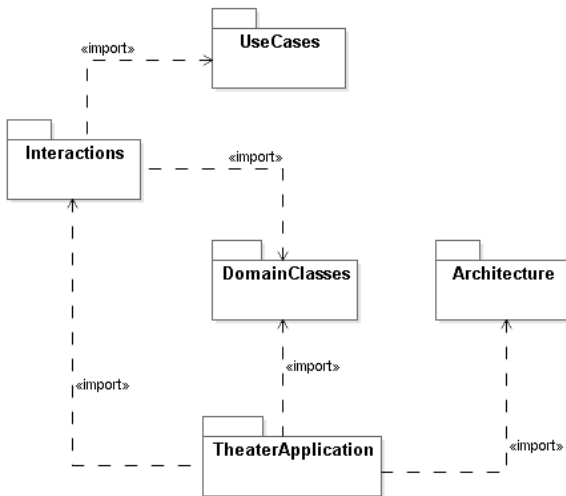 UseCases
«import»
Interactions
«import»
DomainClasses
Architecture
«import»
«import»
«import»
TheaterApplication